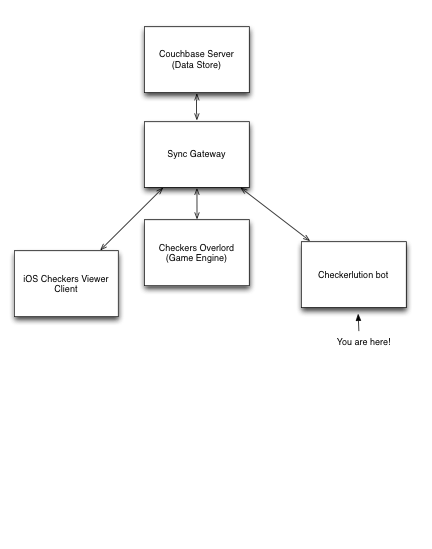 Couchbase Server
(Data Store)
Sync Gateway
Checkers Overlord
(Game Engine)
iOS Checkers Viewer
Client
Checkerlution bot
You are here!